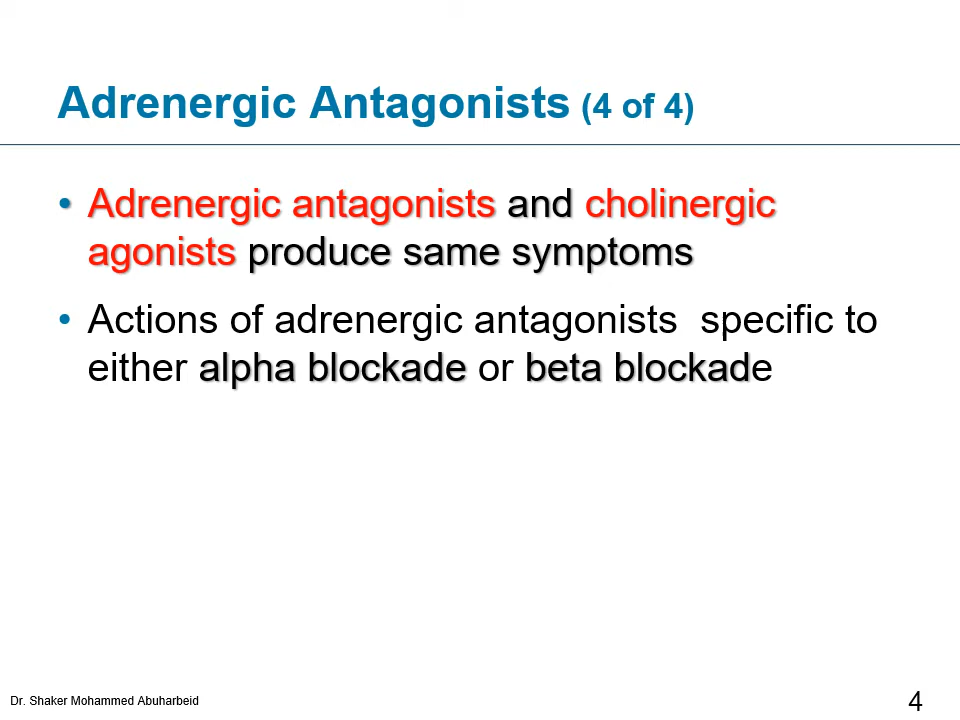 Adrenergic Antagonists (4 of 4)
• Adrenergic antagonists and cholinergic
agonists produce same symptoms
• Actions of adrenergic antagonists  specific to
either alpha blockade or beta blockade
Dr. Shaker Mohammed Abuharbeid
4